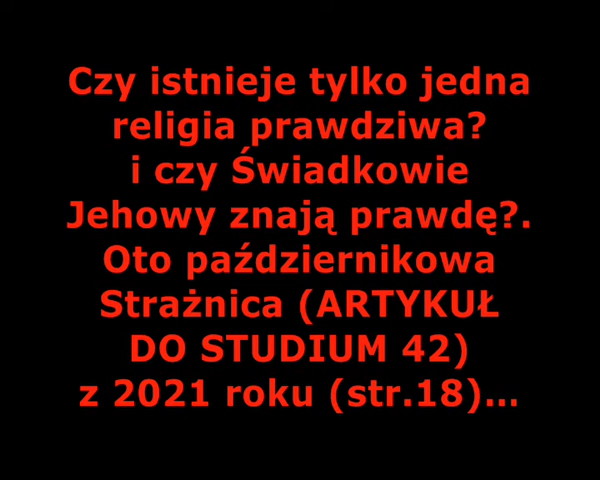 Czy istnieje tylko jedna
religia prawdziwa?
i czy Świadkowie
Jehowy znają prawdę?.
Oto październikowa
Strażnica (ARTYKUŁ
DO STUDIUM 42)
z 2021 roku (str.18)...